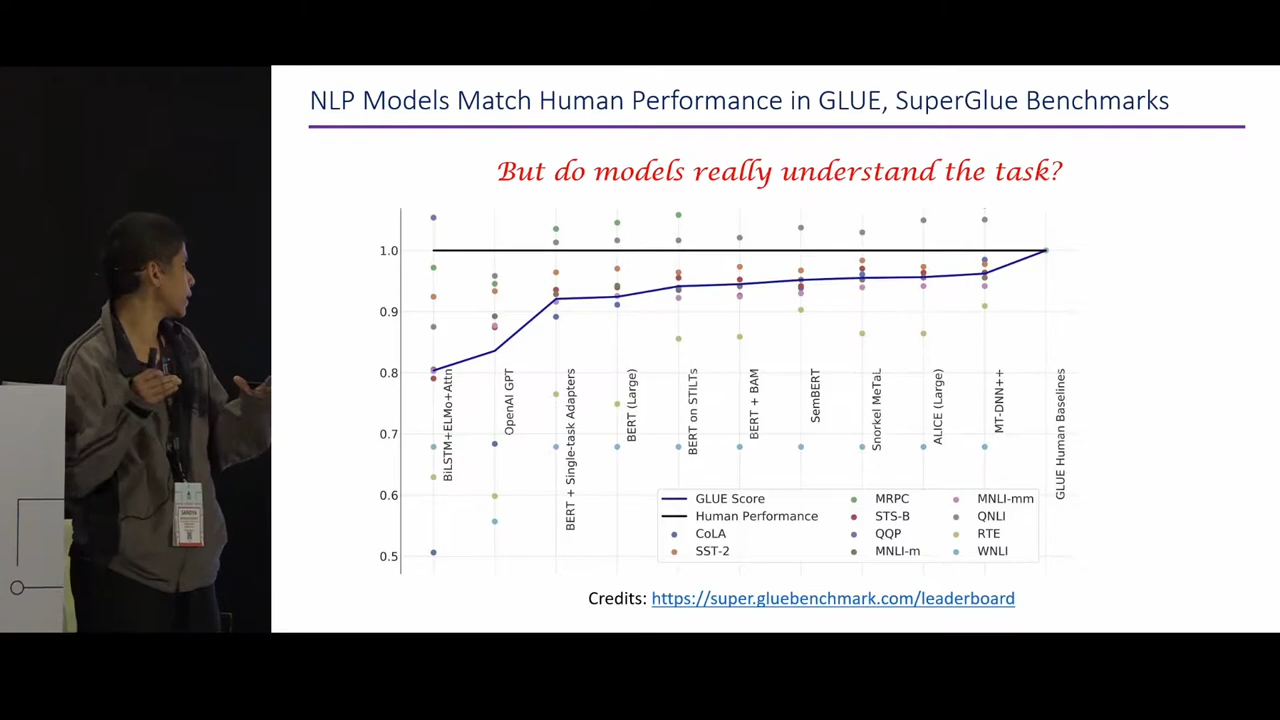 NLP Models Match Human Performance in GLUE, SuperGlue Benchmarks
But do models really understand the task?
1.0
0.9
0.8
0.7
0.6
0.5
BiLSTM+ELMo+Attn
OpenAI GPT
BERT + Single-task Adapters
BERT (Large)
BERT on STILTs
BERT + BAM
SemBERT
Snorkel MeTaL
ALICE (Large)
MT-DNN++
GLUE Human Baselines
GLUE Score
Human Performance
CoLA
SST-2
MRPC
STS-B
QQP
MNLI-m
MNLI-mm
QNLI
RTE
WNLI
Credits: https://super.gluebenchmark.com/leaderboard
SANDYA